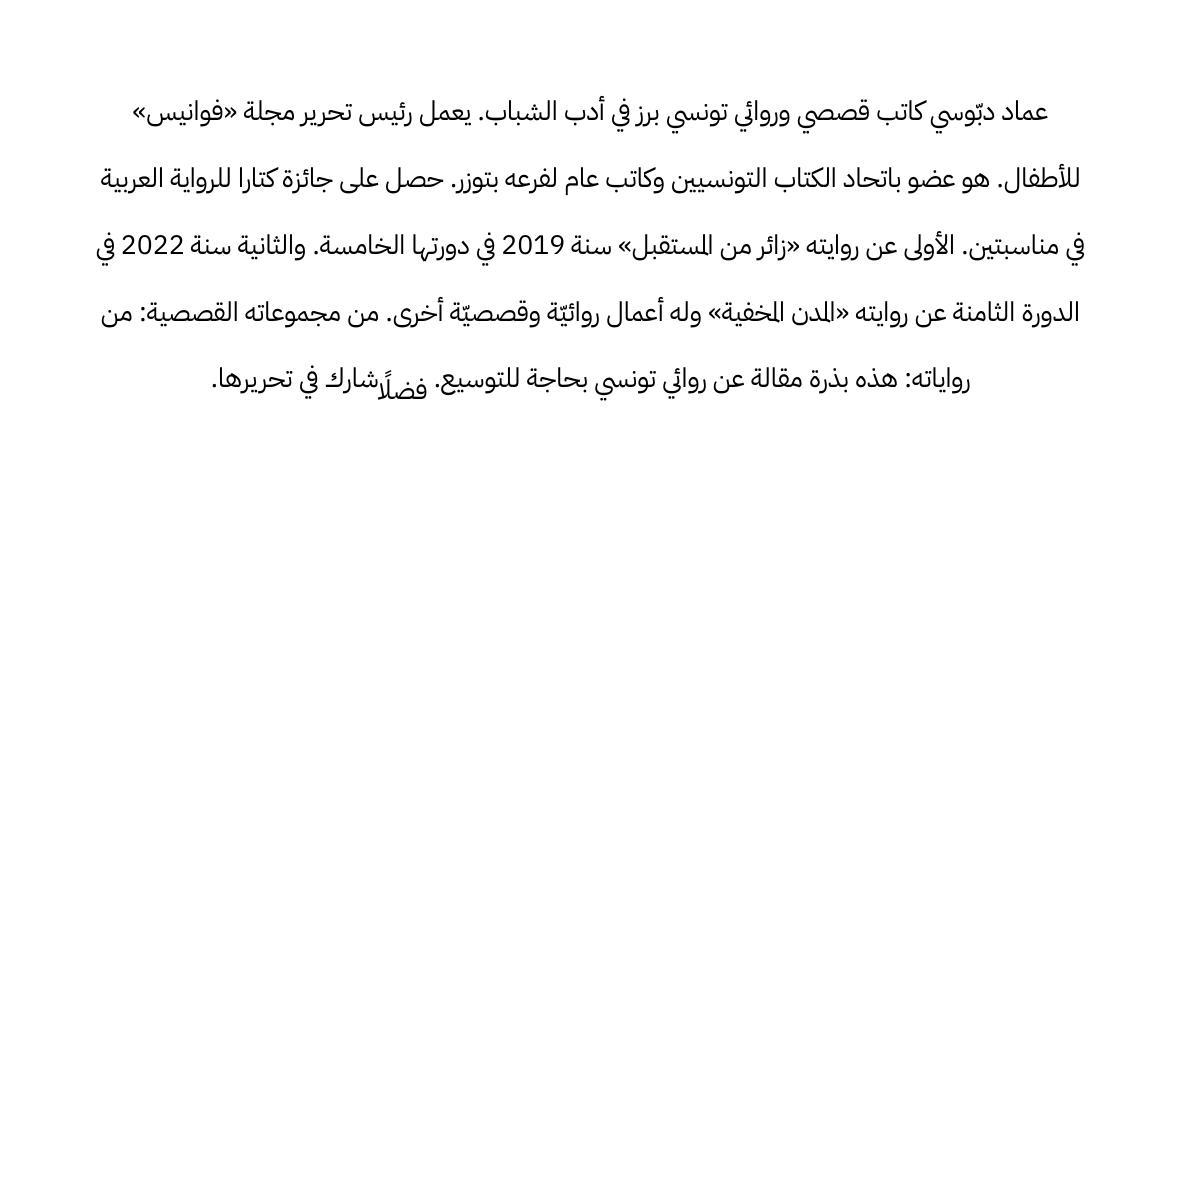 عماد دبّوسي كاتب قصصي وروائي تونسي برز في أدب الشباب. يعمل رئيس تحرير مجلة «فوانيس»
للأطفال. هو عضو باتحاد الكتاب التونسيين وكاتب عام لفرعه بتوزر. حصل على جائزة كتارا للرواية العربية
في مناسبتين. الأولى عن روايته «زائر من المستقبل» سنة 2019 في دورتها الخامسة. والثانية سنة 2022 في
الدورة الثامنة عن روايته «المدن المخفية» وله أعمال روائيّة وقصصيّة أخرى. من مجموعاته القصصية: من
رواياته: هذه بذرة مقالة عن روائي تونسي بحاجة للتوسيع. فضلًا شارك في تحريرها.